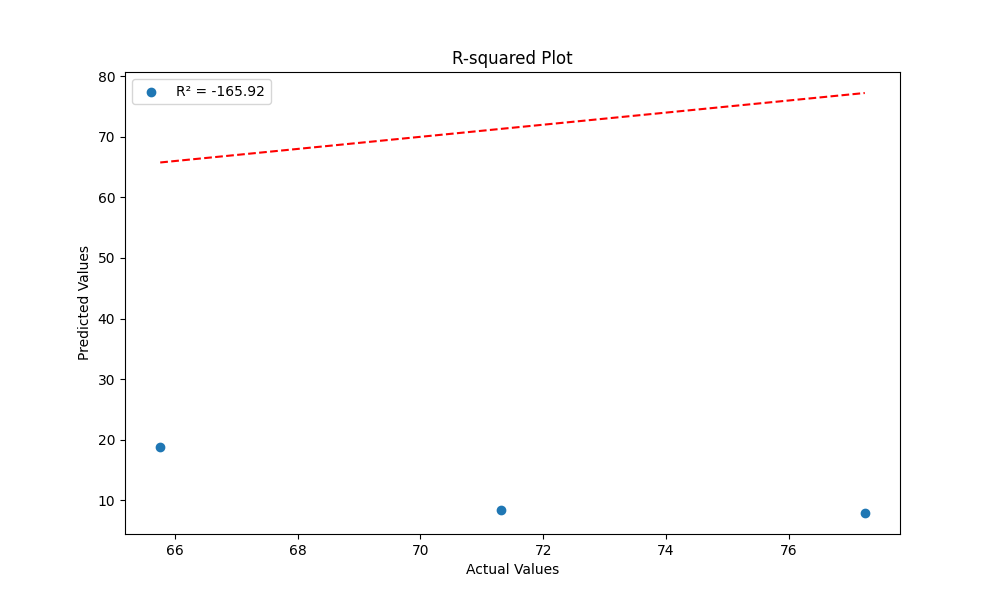 R-squared Plot
R² = -165.92
80
70
60
50
40
30
20
10
Predicted Values
66 68 70 72 74 76
Actual Values